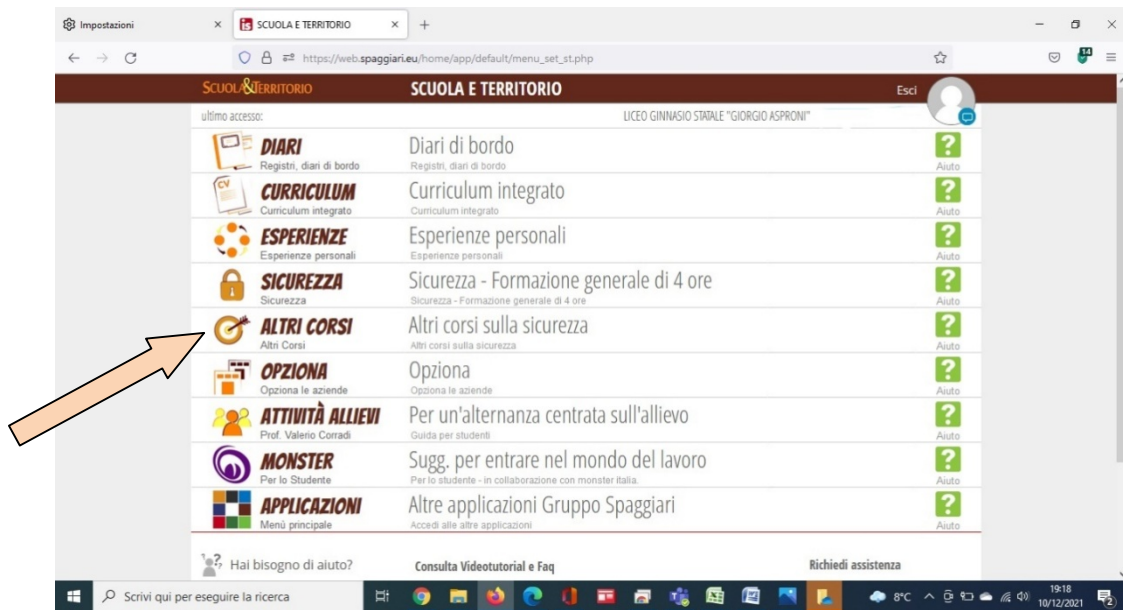 Impostazioni
SCUOLA E TERRITORIO
https://web.spaggiari.eu/home/app/default/menu_set_st.php
14
SCUOLA&TERRITORIO
SCUOLA E TERRITORIO
Esci
ultimo accesso:
LICEO GINNASIO STATALE "GIORGIO ASPRONI"
DIARI
Registri, diari di bordo
Diari di bordo
Registri, diari di bordo
?
Aiuto
CV
CURRICULUM
Curriculum integrato
Curriculum integrato
Curriculum integrato
?
Aiuto
ESPERIENZE
Esperienze personali
Esperienze personali
Esperienze personali
?
Aiuto
SICUREZZA
Sicurezza
Sicurezza - Formazione generale di 4 ore
Sicurezza - Formazione generale di 4 ore
?
Aiuto
ALTRI CORSI
Altri Corsi
Altri corsi sulla sicurezza
Altri corsi sulla sicurezza
?
Aiuto
OPZIONA
Opziona le aziende
Opziona
Opziona le aziende
?
Aiuto
ATTIVITÀ ALLIEVI
Prof. Valerio Corradi
Per un'alternanza centrata sull'allievo
Guida per studenti
?
Aiuto
MONSTER
Per lo Studente
Sugg. per entrare nel mondo del lavoro
Per lo studente - in collaborazione con monster italia.
?
Aiuto
APPLICAZIONI
Menù principale
Altre applicazioni Gruppo Spaggiari
Accedi alle altre applicazioni
?
Aiuto
Hai bisogno di aiuto?
Consulta Videotutorial e Faq
Richiedi assistenza
Scrivi qui per eseguire la ricerca
8°C
19:18
10/12/2021
2